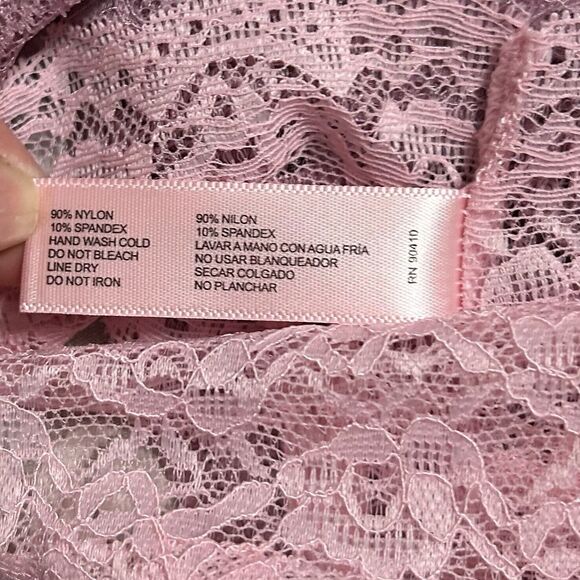 90% NYLON
10% SPANDEX
HAND WASH COLD
DO NOT BLEACH
LINE DRY
DO NOT IRON
90% NILON
10% SPANDEX
LAVAR A MANO CON AGUA FRÍA
NO USAR BLANQUEADOR
SECAR COLGADO
NO PLANCHAR
RN 90410